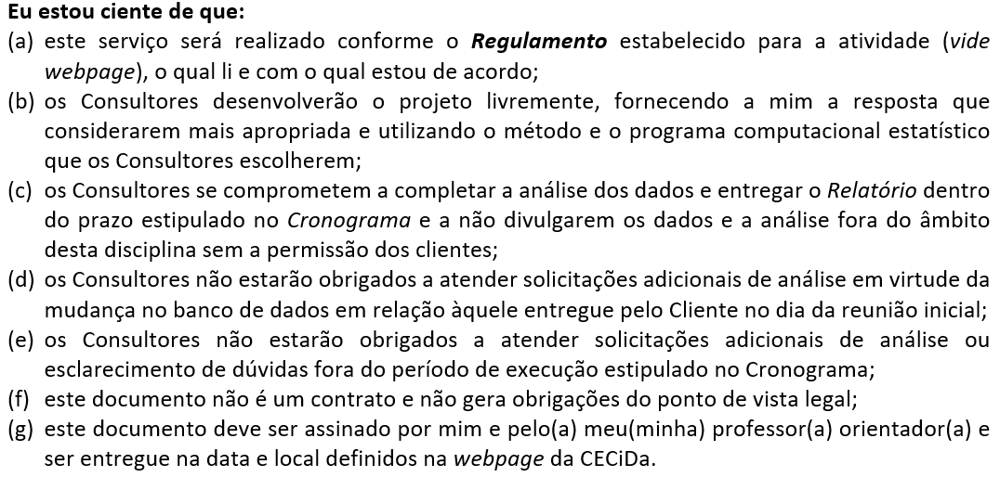 Eu estou ciente de que:
(a) este serviço será realizado conforme o Regulamento estabelecido para a atividade (vide
webpage), o qual li e com o qual estou de acordo;
(b) os Consultores desenvolverão o projeto livremente, fornecendo a mim a resposta que
considerarem mais apropriada e utilizando o método e o programa computacional estatístico
que os Consultores escolherem;
(c) os Consultores se comprometem a completar a análise dos dados e entregar o Relatório dentro
do prazo estipulado no Cronograma e a não divulgarem os dados e a análise fora do âmbito
desta disciplina sem a permissão dos clientes;
(d) os Consultores não estarão obrigados a atender solicitações adicionais de análise em virtude da
mudança no banco de dados em relação àquele entregue pelo Cliente no dia da reunião inicial;
(e) os Consultores não estarão obrigados a atender solicitações adicionais de análise ou
esclarecimento de dúvidas fora do período de execução estipulado no Cronograma;
(f) este documento não é um contrato e não gera obrigações do ponto de vista legal;
(g) este documento deve ser assinado por mim e pelo(a) meu(minha) professor(a) orientador(a) e
ser entregue na data e local definidos na webpage da CECiDa.